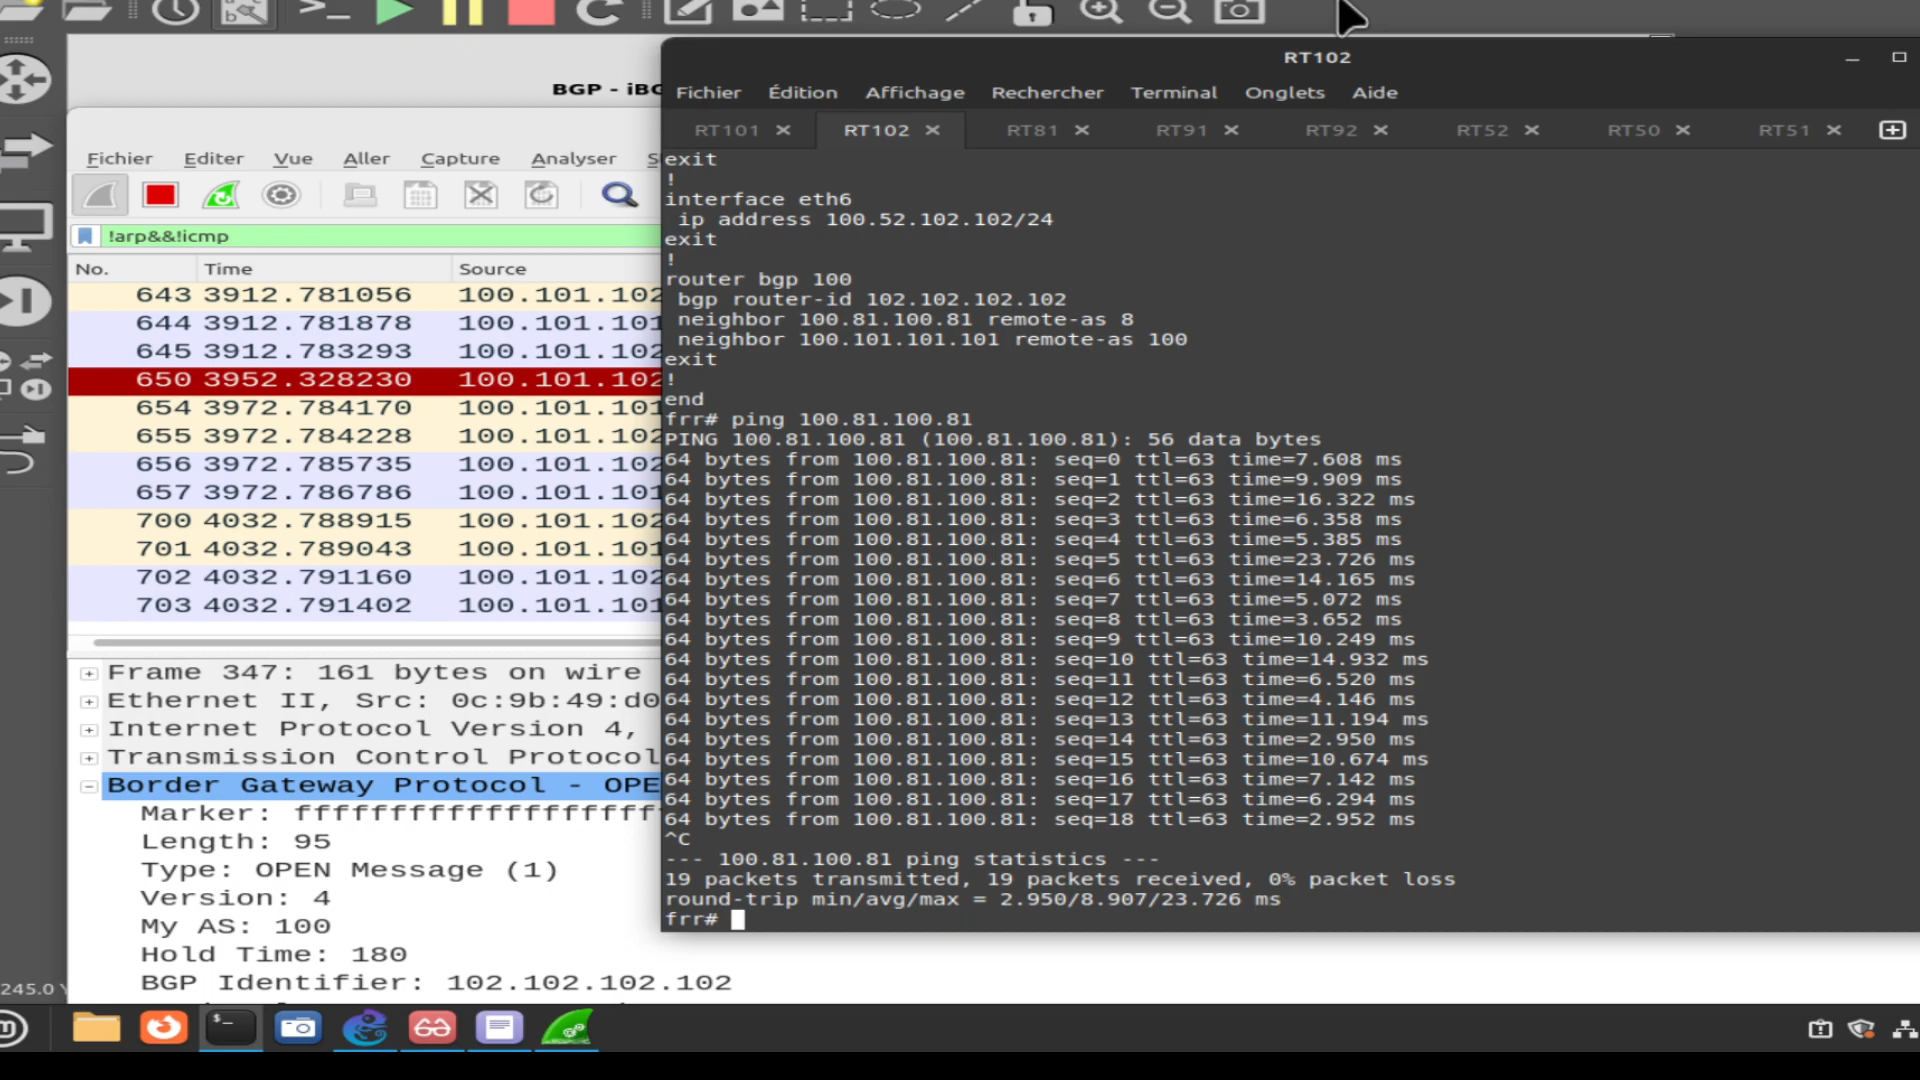 BGP - iBG
RT102
Fichier Édition Affichage Rechercher Terminal Onglets Aide
RT101 RT102 RT81 RT91 RT92 RT52 RT50 RT51
Fichier Editer Vue Aller Capture Analyser S
!arp&&!icmp
No. Time Source
643 3912.781056 100.101.102
644 3912.781878 100.101.101
645 3912.783293 100.101.102
650 3952.328230 100.101.102
654 3972.784170 100.101.102
655 3972.784228 100.101.101
656 3972.785735 100.101.102
657 3972.786786 100.101.101
700 4032.788915 100.101.102
701 4032.789043 100.101.101
702 4032.791160 100.101.102
703 4032.791402 100.101.101
Frame 347: 161 bytes on wire
Ethernet II, Src: 0c:9b:49:d0
Internet Protocol Version 4,
Transmission Control Protocol
Border Gateway Protocol - OPE
Marker: fffffffffffffffffff
Length: 95
Type: OPEN Message (1)
Version: 4
My AS: 100
Hold Time: 180
BGP Identifier: 102.102.102.102
exit
!
interface eth6
ip address 100.52.102.102/24
exit
!
router bgp 100
bgp router-id 102.102.102.102
neighbor 100.81.100.81 remote-as 8
neighbor 100.101.101.101 remote-as 100
exit
!
end
frr# ping 100.81.100.81
PING 100.81.100.81 (100.81.100.81): 56 data bytes
64 bytes from 100.81.100.81: seq=0 ttl=63 time=7.608 ms
64 bytes from 100.81.100.81: seq=1 ttl=63 time=9.909 ms
64 bytes from 100.81.100.81: seq=2 ttl=63 time=16.322 ms
64 bytes from 100.81.100.81: seq=3 ttl=63 time=6.358 ms
64 bytes from 100.81.100.81: seq=4 ttl=63 time=5.385 ms
64 bytes from 100.81.100.81: seq=5 ttl=63 time=23.726 ms
64 bytes from 100.81.100.81: seq=6 ttl=63 time=14.165 ms
64 bytes from 100.81.100.81: seq=7 ttl=63 time=5.072 ms
64 bytes from 100.81.100.81: seq=8 ttl=63 time=3.652 ms
64 bytes from 100.81.100.81: seq=9 ttl=63 time=10.249 ms
64 bytes from 100.81.100.81: seq=10 ttl=63 time=14.932 ms
64 bytes from 100.81.100.81: seq=11 ttl=63 time=6.520 ms
64 bytes from 100.81.100.81: seq=12 ttl=63 time=4.146 ms
64 bytes from 100.81.100.81: seq=13 ttl=63 time=11.194 ms
64 bytes from 100.81.100.81: seq=14 ttl=63 time=2.950 ms
64 bytes from 100.81.100.81: seq=15 ttl=63 time=10.674 ms
64 bytes from 100.81.100.81: seq=16 ttl=63 time=7.142 ms
64 bytes from 100.81.100.81: seq=17 ttl=63 time=6.294 ms
64 bytes from 100.81.100.81: seq=18 ttl=63 time=2.952 ms
^C
--- 100.81.100.81 ping statistics ---
19 packets transmitted, 19 packets received, 0% packet loss
round-trip min/avg/max = 2.950/8.907/23.726 ms
frr#
245.0